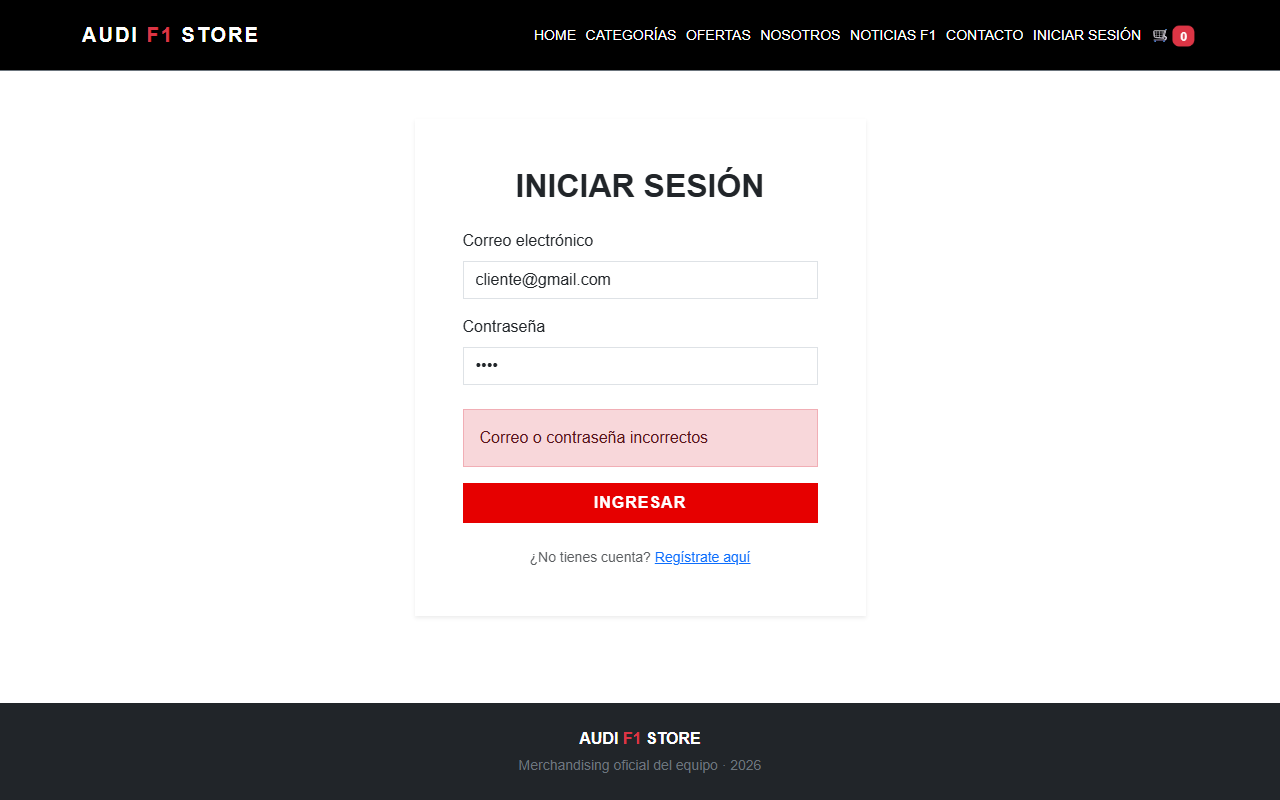 AUDI F1 STORE
HOME CATEGORÍAS OFERTAS NOSOTROS NOTICIAS F1 CONTACTO INICIAR SESIÓN 0
INICIAR SESIÓN
Correo electrónico
cliente@gmail.com
Contraseña
••••
Correo o contraseña incorrectos
INGRESAR
¿No tienes cuenta? Regístrate aquí
AUDI F1 STORE
Merchandising oficial del equipo · 2026